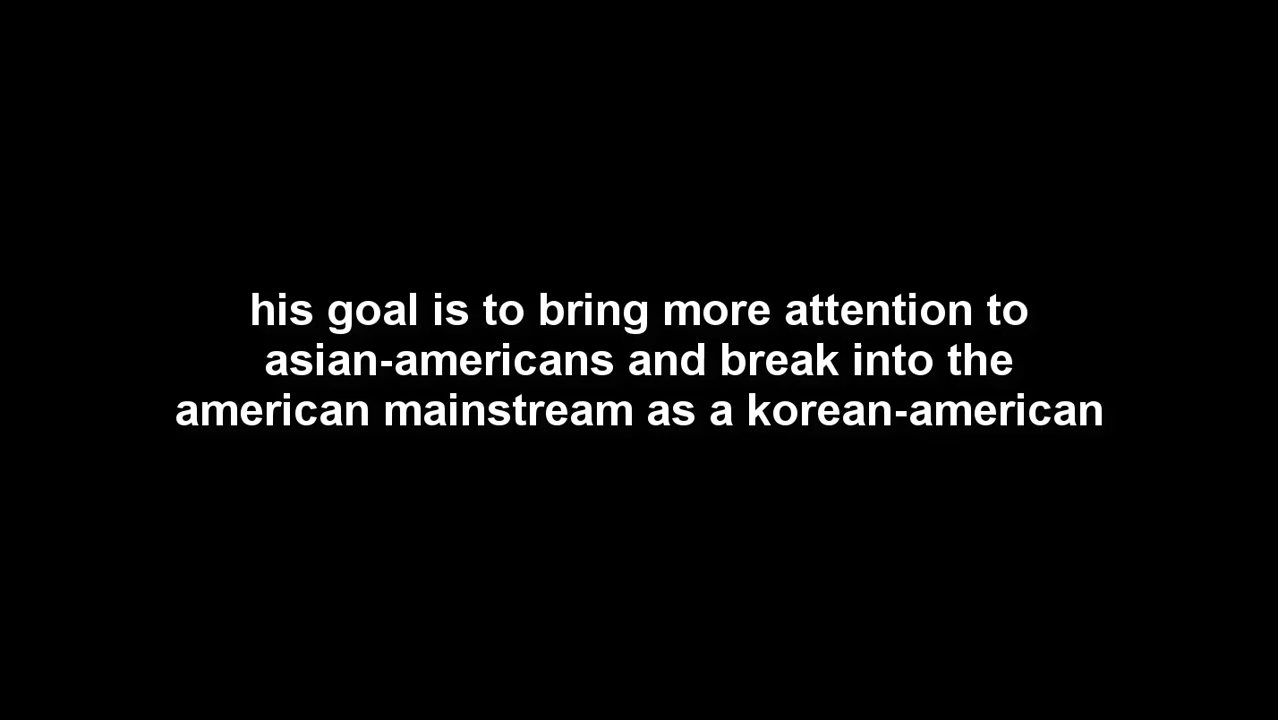 his goal is to bring more attention to
asian-americans and break into the
american mainstream as a korean-american